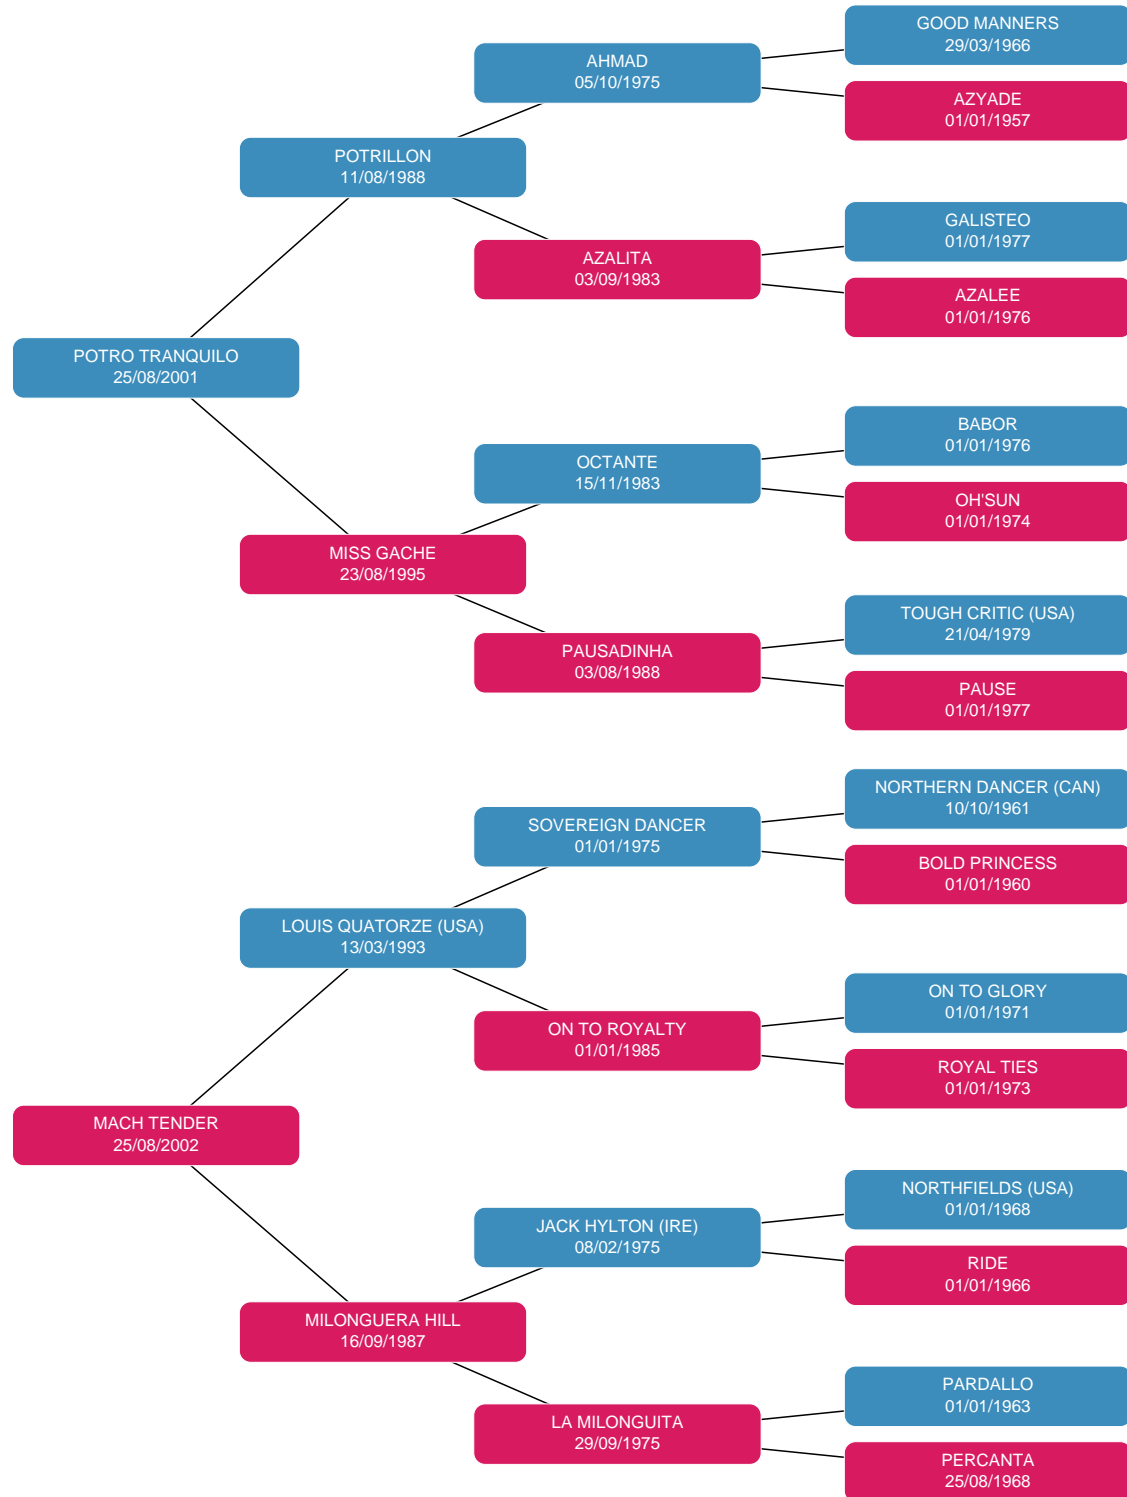 GOOD MANNERS
29/03/1966
AHMAD
05/10/1975
AZYADE
01/01/1957
POTRILLON
11/08/1988
GALISTEO
01/01/1977
AZALITA
03/09/1983
AZALEE
01/01/1976
POTRO TRANQUILO
25/08/2001
BABOR
01/01/1976
OCTANTE
15/11/1983
OH'SUN
01/01/1974
MISS GACHE
23/08/1995
TOUGH CRITIC (USA)
21/04/1979
PAUSADINHA
03/08/1988
PAUSE
01/01/1977
NORTHERN DANCER (CAN)
10/10/1961
SOVEREIGN DANCER
01/01/1975
BOLD PRINCESS
01/01/1960
LOUIS QUATORZE (USA)
13/03/1993
ON TO GLORY
01/01/1971
ON TO ROYALTY
01/01/1985
ROYAL TIES
01/01/1973
MACH TENDER
25/08/2002
NORTHFIELDS (USA)
01/01/1968
JACK HYLTON (IRE)
08/02/1975
RIDE
01/01/1966
MILONGUERA HILL
16/09/1987
PARDALLO
01/01/1963
LA MILONGUITA
29/09/1975
PERCANTA
25/08/1968